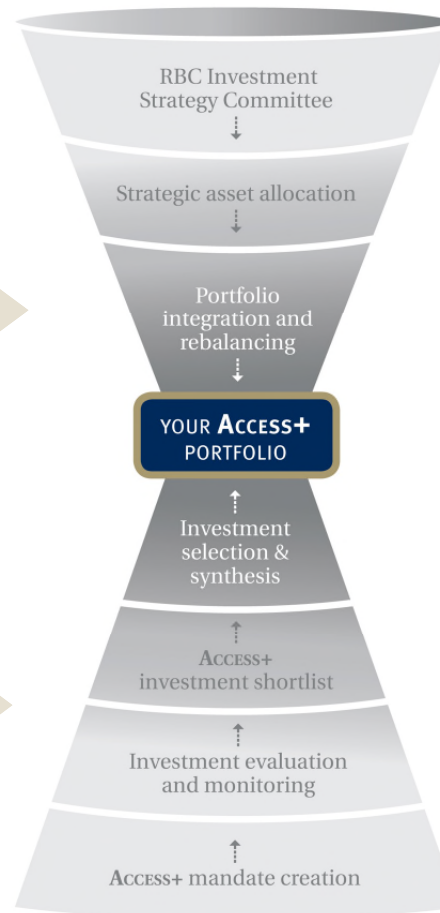 RBC Investment
Strategy Committee
Strategic asset allocation
Portfolio
integration and
rebalancing
YOUR ACCESS+
PORTFOLIO
Investment
selection &
synthesis
ACCESS+
investment shortlist
Investment evaluation
and monitoring
ACCESS+ mandate creation